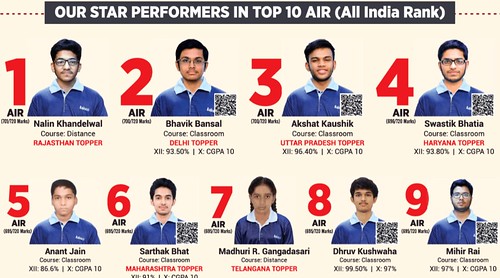 OUR STAR PERFORMERS IN TOP 10 AIR (All India Rank)
1
AIR
(701/720 Marks)
Nalin Khandelwal
Course: Distance
RAJASTHAN TOPPER
2
AIR
(700/720 Marks)
Bhavik Bansal
Course: Classroom
DELHI TOPPER
XII: 93.50% | X: CGPA 10
3
AIR
(700/720 Marks)
Akshat Kaushik
Course: Classroom
UTTAR PRADESH TOPPER
XII: 96.40% | X: CGPA 10
4
AIR
(696/720 Marks)
Swastik Bhatia
Course: Classroom
HARYANA TOPPER
XII: 93.80% | X: CGPA 10
5
AIR
(695/720 Marks)
Anant Jain
Course: Classroom
XII: 86.6% | X: CGPA 10
6
AIR
(695/720 Marks)
Sarthak Bhat
Course: Classroom
MAHARASHTRA TOPPER
XII: 91% | X: CGPA 10
7
AIR
(695/720 Marks)
Madhuri R. Gangadasari
Course: Classroom
TELANGANA TOPPER
8
AIR
(695/720 Marks)
Dhruv Kushwaha
Course: Classroom
XII: 99.50% | X: 97%
9
AIR
(695/720 Marks)
Mihir Rai
Course: Classroom
XII: 97% | X: CGPA 10